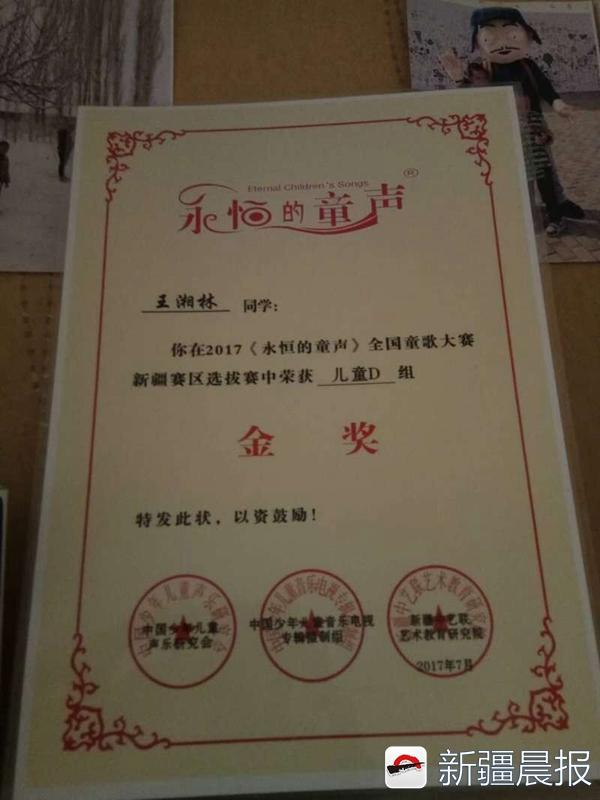 Eternal Children's Songs
永恒的童声®
王湘林 同学:
你在2017《永恒的童声》全国童歌大赛
新疆赛区选拔赛中荣获 儿童D 组
金奖
特发此状，以资鼓励！
中国少年儿童
声乐研究会
中国少年儿童音乐电视
专辑摄制组
新疆中艺联
艺术教育研究院
2017年7月
新疆晨报